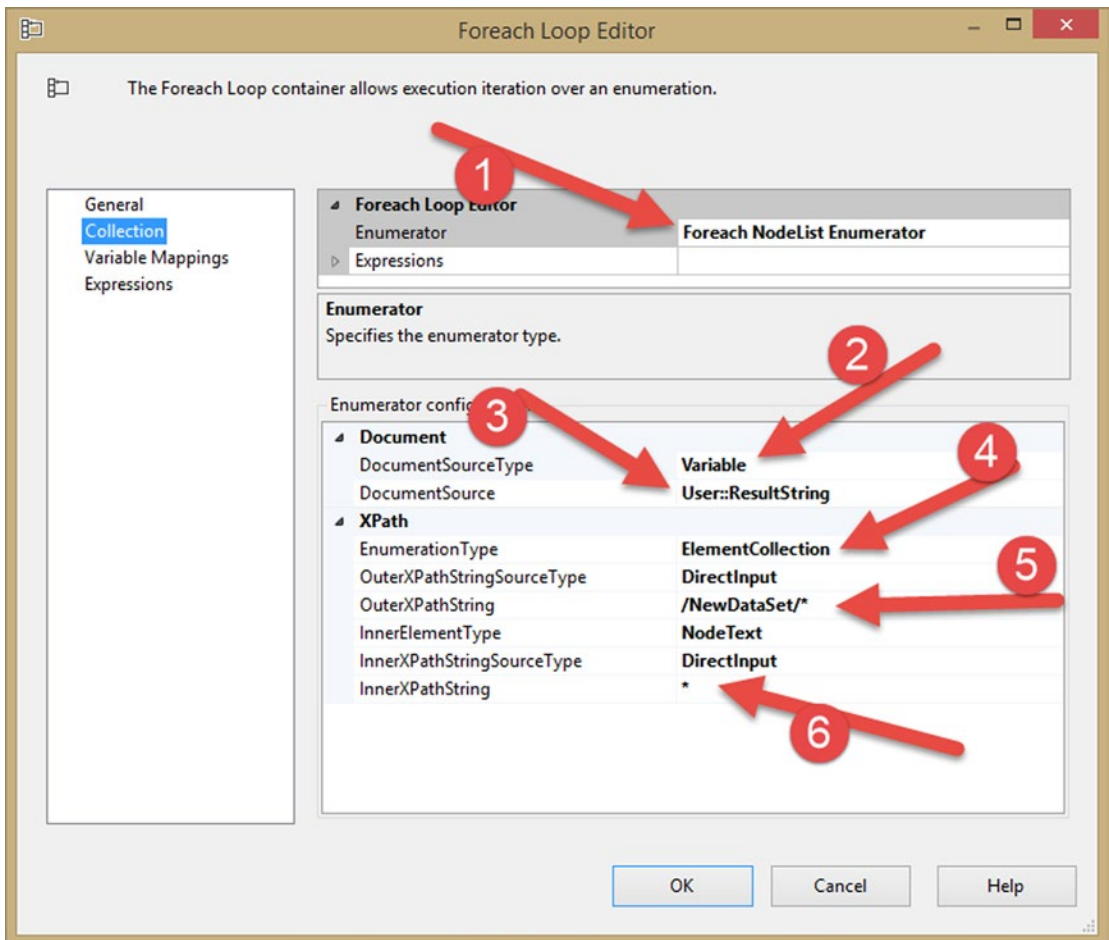 Foreach Loop Editor
The Foreach Loop container allows execution iteration over an enumeration.
1
General
Collection
Variable Mappings
Expressions
Foreach Loop Editor
Enumerator Foreach NodeList Enumerator
Expressions
Enumerator
Specifies the enumerator type.
2
3
Enumerator config
Document
DocumentSourceType Variable
DocumentSource User::ResultString
4
XPath
EnumerationType ElementCollection
OuterXPathStringSourceType DirectInput
5
OuterXPathString /NewDataSet/*
InnerElementType NodeText
InnerXPathStringSourceType DirectInput
InnerXPathString *
6
OK Cancel Help